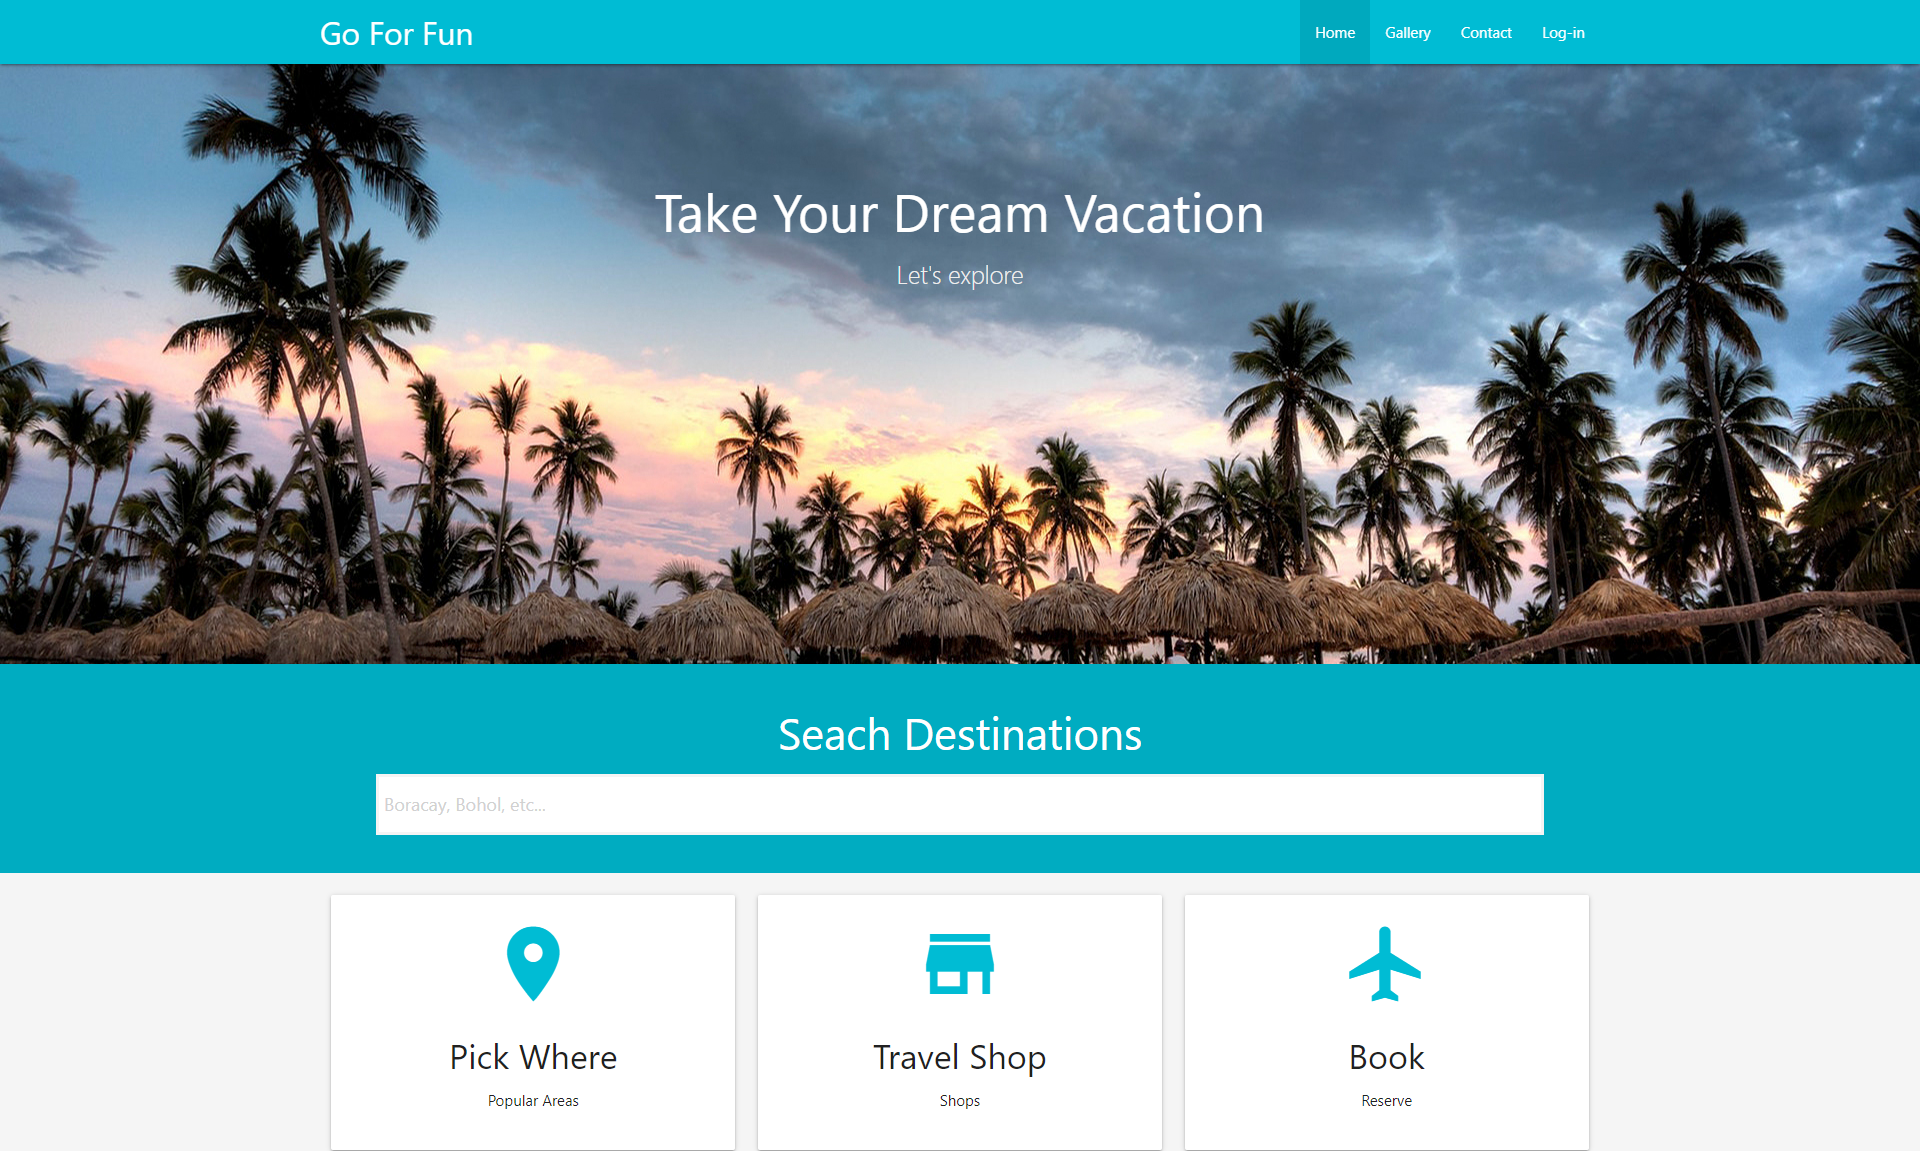 Go For Fun
Home Gallery Contact Log-in
Take Your Dream Vacation
Let's explore
Seach Destinations
Boracay, Bohol, etc...
Pick Where
Popular Areas
Travel Shop
Shops
Book
Reserve